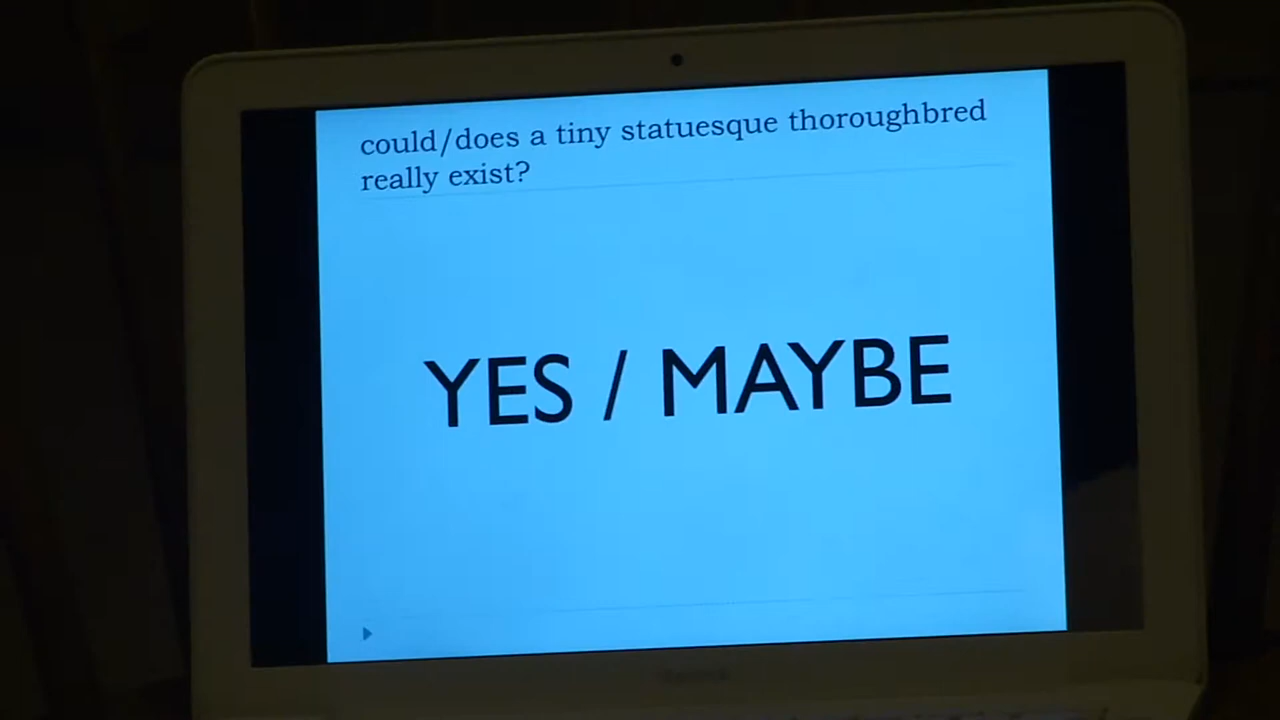 could/does a tiny statuesque thoroughbred
really exist?
YES / MAYBE